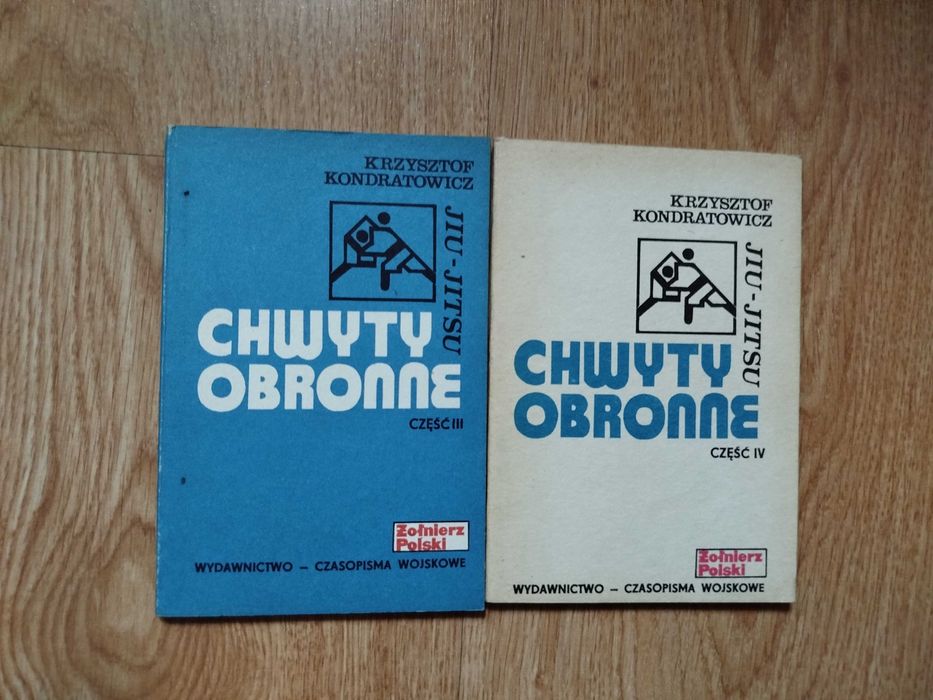 KRZYSZTOF
KONDRATOWICZ
JIU-JITSU
CHWYTY
OBRONNE
CZĘŚĆ III
Żołnierz
Polski
WYDAWNICTWO – CZASOPISMA WOJSKOWE
KRZYSZTOF
KONDRATOWICZ
JIU-JITSU
CHWYTY
OBRONNE
CZĘŚĆ IV
Żołnierz
Polski
WYDAWNICTWO – CZASOPISMA WOJSKOWE